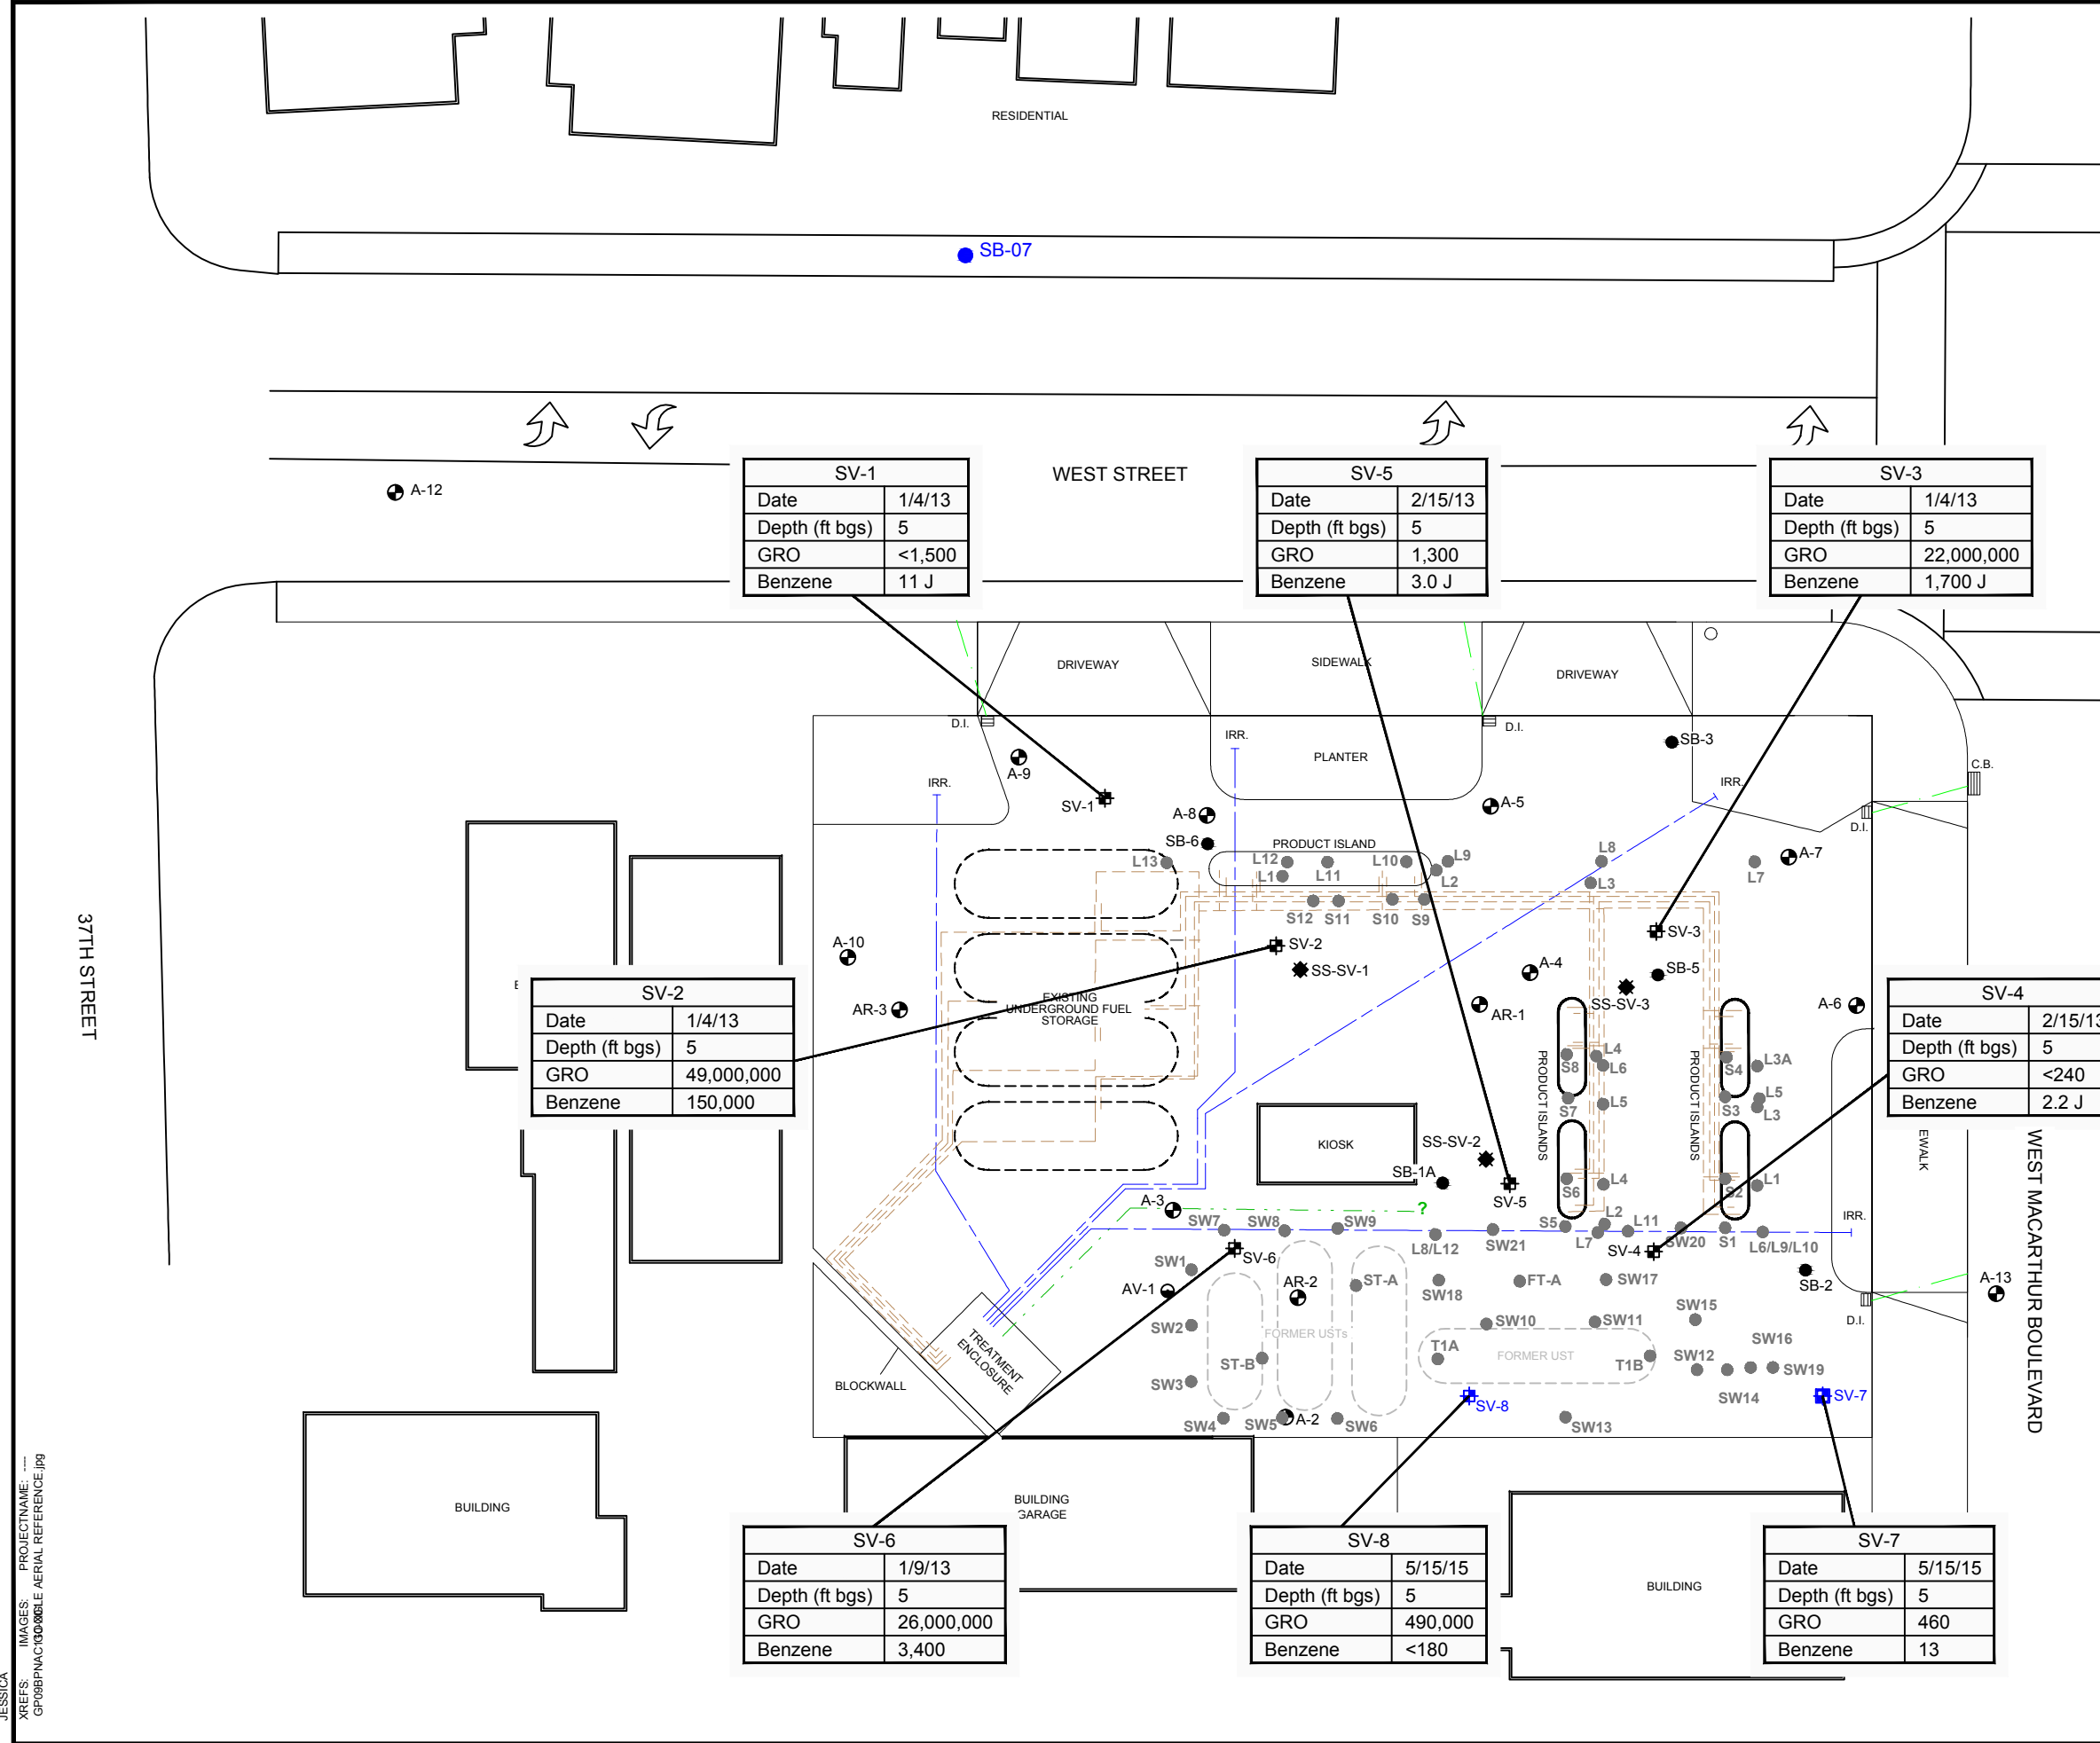 RESIDENTIAL
SB-07
A-12
WEST STREET
SV-1
Date 1/4/13
Depth (ft bgs) 5
GRO <1,500
Benzene 11 J
SV-5
Date 2/15/13
Depth (ft bgs) 5
GRO 1,300
Benzene 3.0 J
SV-3
Date 1/4/13
Depth (ft bgs) 5
GRO 22,000,000
Benzene 1,700 J
DRIVEWAY
SIDEWALK
DRIVEWAY
D.I.
D.I.
IRR.
PLANTER
SB-3
C.B.
A-9
IRR.
IRR.
SV-1
A-8
A-5
D.I.
SB-6
PRODUCT ISLAND
L13
L12
L10
L9
L8
A-7
L1
L11
L2
L3
L7
S12
S11
S10
S9
37TH STREET
A-10
SV-2
SS-SV-1
SV-3
A-4
SB-5
SS-SV-3
AR-3
EXISTING
UNDERGROUND FUEL
STORAGE
AR-1
A-6
SV-2
Date 1/4/13
Depth (ft bgs) 5
GRO 49,000,000
Benzene 150,000
SV-4
Date 2/15/13
Depth (ft bgs) 5
GRO <240
Benzene 2.2 J
PRODUCT ISLANDS
PRODUCT ISLANDS
S8
L4
L6
S4
L3A
S7
L5
S3
L5
L3
KIOSK
SS-SV-2
SB-1A
SV-5
S6
L4
S2
L1
EWALK
WEST MACARTHUR BOULEVARD
A-3
?
SW7
SW8
SW9
L8/L12
SW21
S5
L2
L7
L11
SV-4
SW20
S1
L6/L9/L10
IRR.
SV-6
SW1
AV-1
AR-2
ST-A
SW18
FT-A
SW17
SB-2
A-13
SW2
FORMER USTs
SW10
SW11
SW15
D.I.
TREATMENT
ENCLOSURE
ST-B
T1A
FORMER UST
T1B
SW12
SW16
SW19
BLOCKWALL
SW3
SW14
SV-8
SV-7
SW4
SW5
A-2
SW6
SW13
BUILDING
BUILDING
GARAGE
BUILDING
SV-6
Date 1/9/13
Depth (ft bgs) 5
GRO 26,000,000
Benzene 3,400
SV-8
Date 5/15/15
Depth (ft bgs) 5
GRO 490,000
Benzene <180
SV-7
Date 5/15/15
Depth (ft bgs) 5
GRO 460
Benzene 13
JESSICA
XREFS: IMAGES: PROJECTNAME: ----